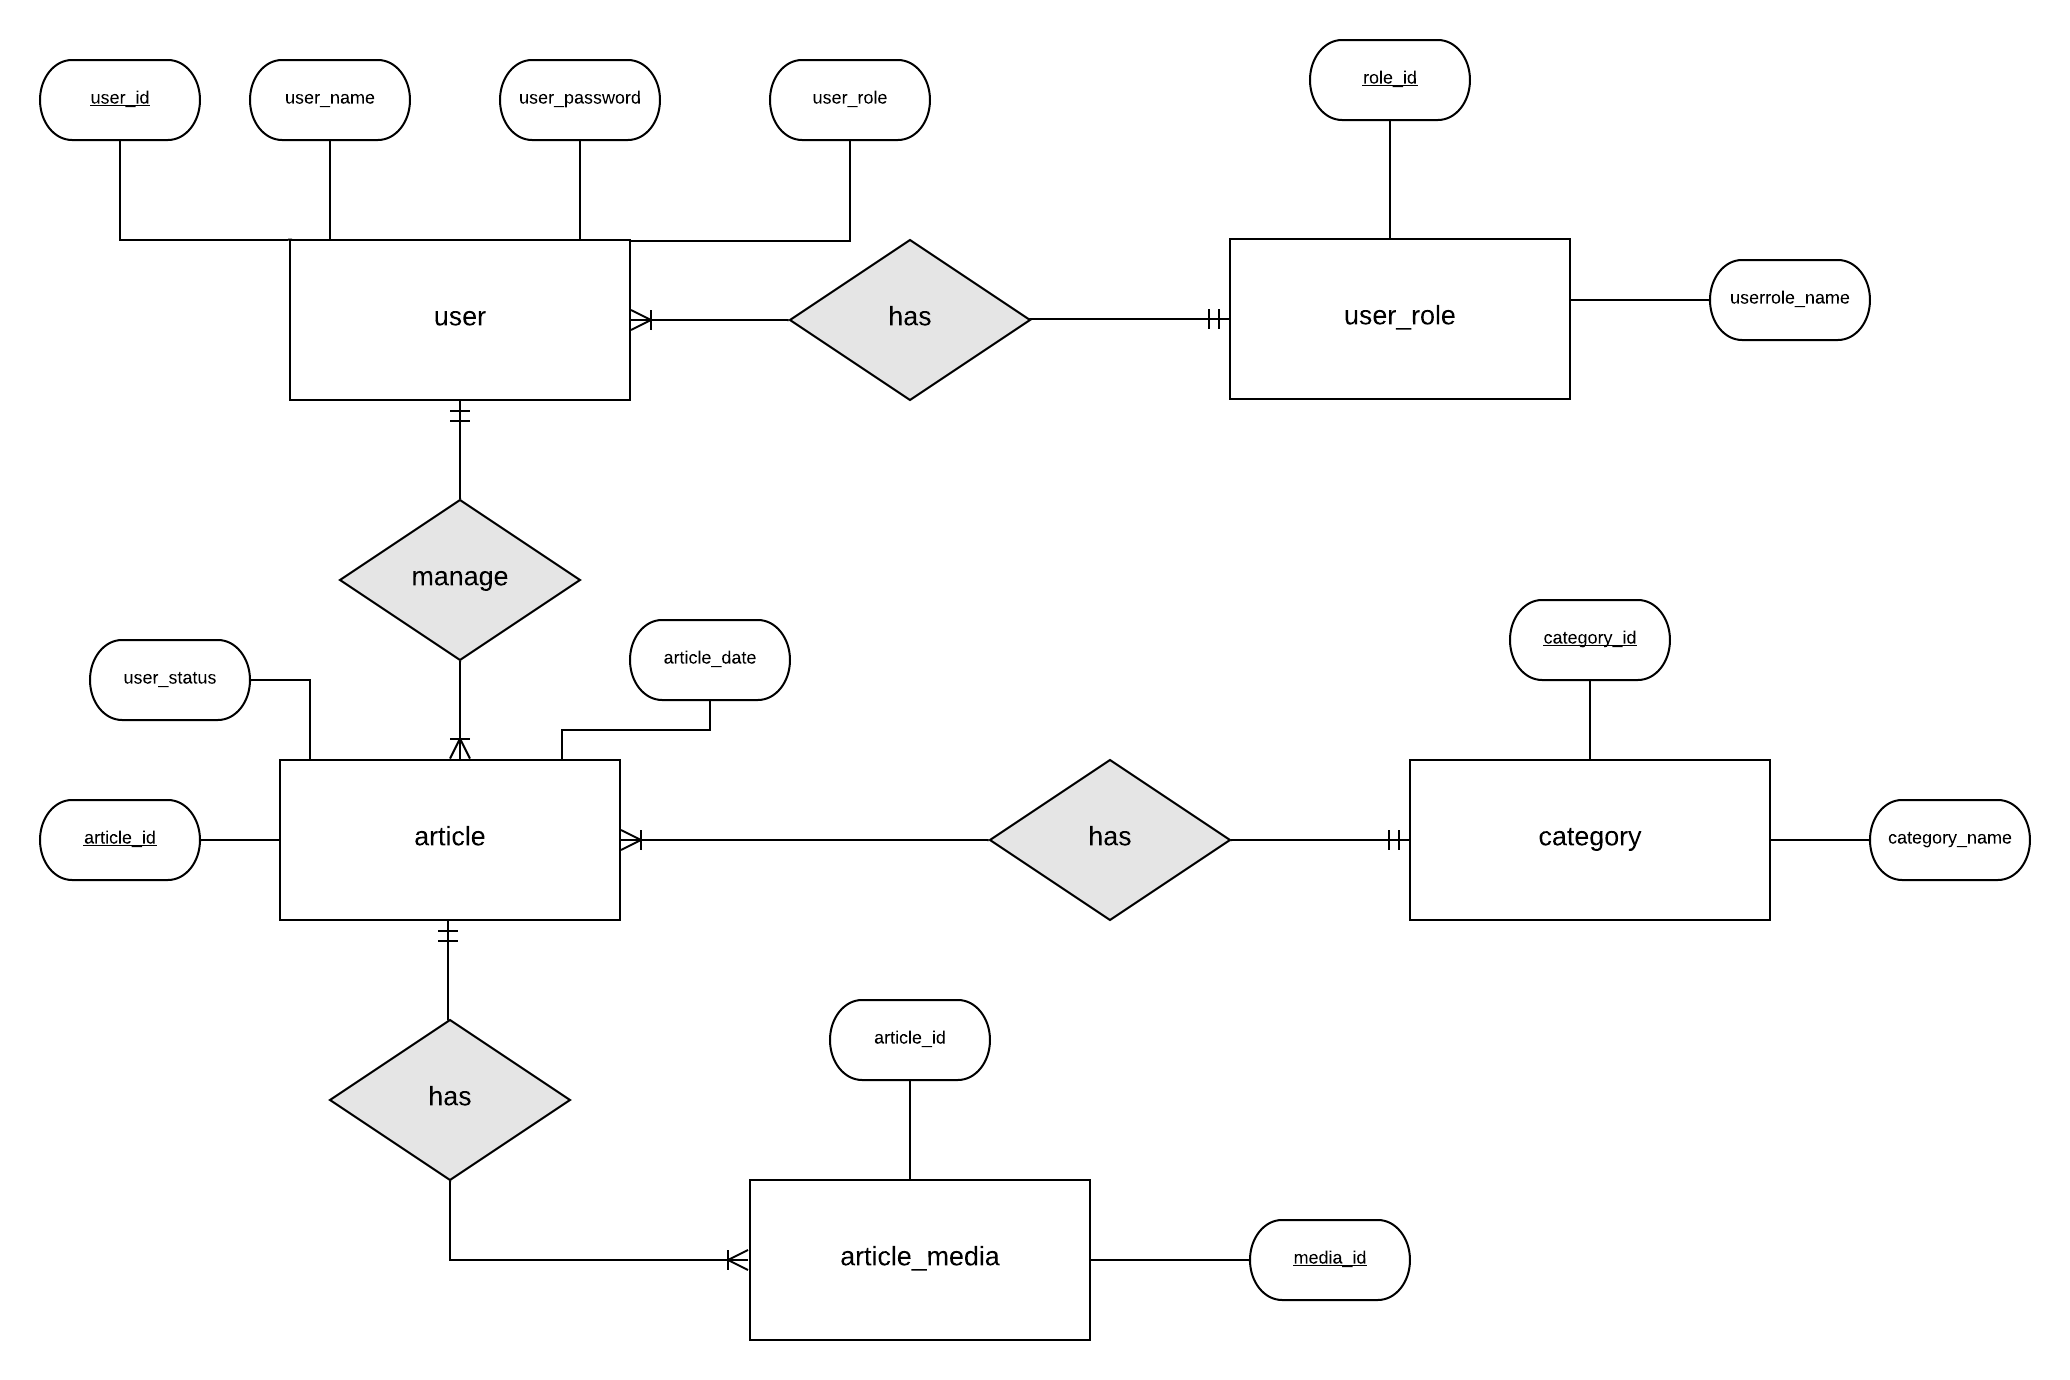 role_id
user_id
user_name
user_password
user_role
userrole_name
user
has
user_role
manage
category_id
article_date
user_status
article_id
article
has
category
category_name
article_id
has
article_media
media_id